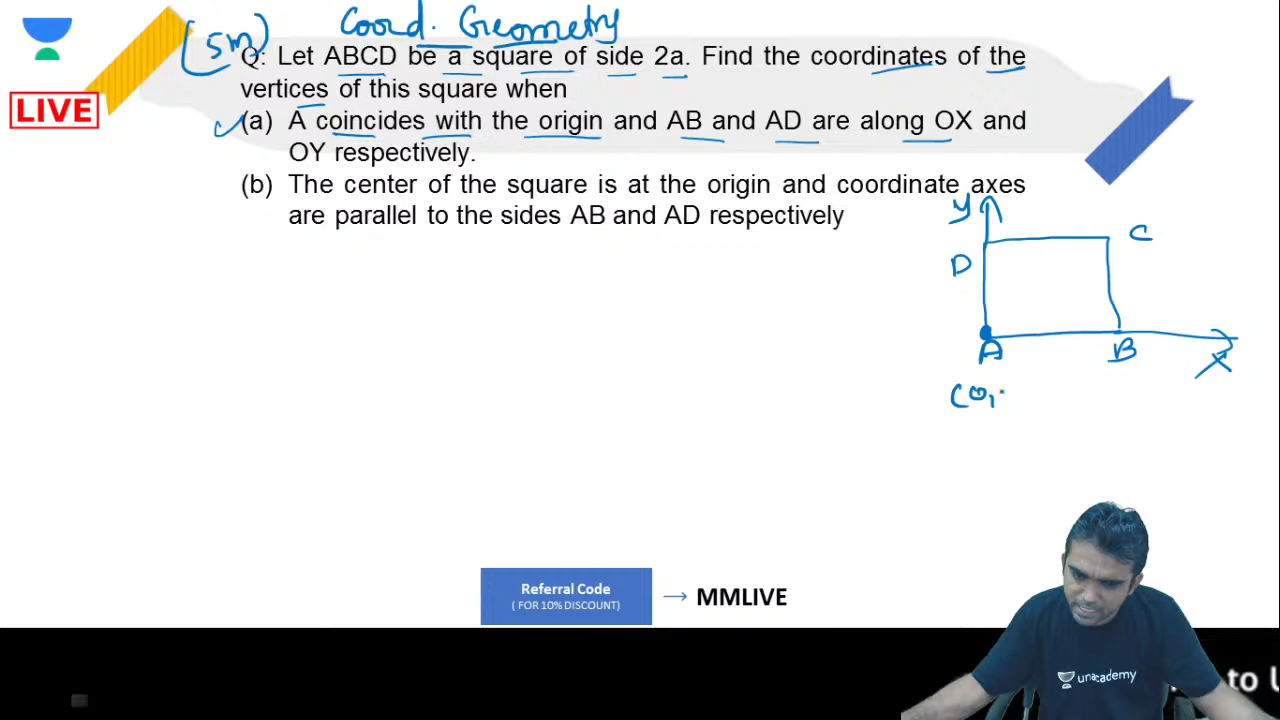 (5m)
Coord. Geometry
Q: Let ABCD be a square of side 2a. Find the coordinates of the
vertices of this square when
LIVE
(a) A coincides with the origin and AB and AD are along OX and
OY respectively.
(b) The center of the square is at the origin and coordinate axes
are parallel to the sides AB and AD respectively
y
C
D
A
B
X
(0,
Referral Code
( FOR 10% DISCOUNT)
→ MMLIVE
unacademy
to